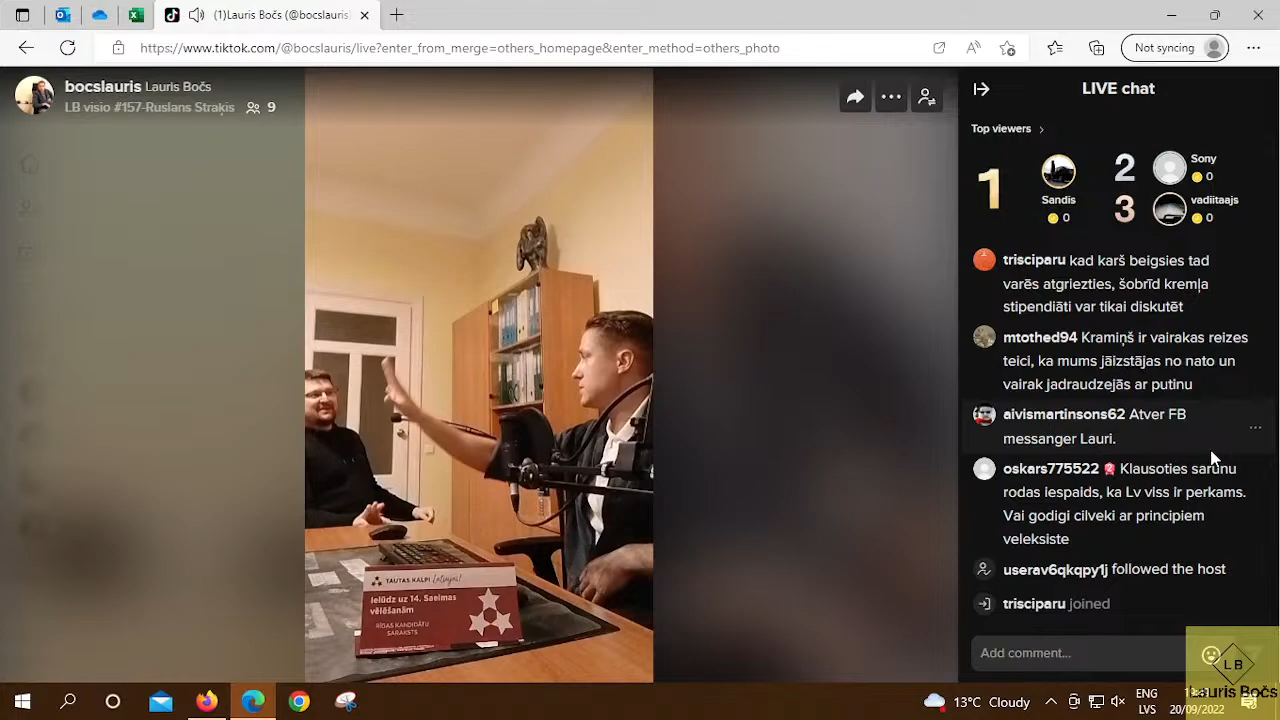 (1)Lauris Bočs (@bocslauris
https://www.tiktok.com/@bocslauris/live?enter_from_merge=others_homepage&enter_method=others_photo
Not syncing
bocslauris Lauris Bočs
LB visio #157-Ruslans Straķis 9
LIVE chat
Top viewers
1
Sandis
0
2
Sony
0
3
vadiitaajs
0
trisciparu kad karš beigsies tad
varēs atgriezties, šobrīd kremļa
stipendiāti var tikai diskutēt
mtothed94 Kramiņš ir vairakas reizes
teici, ka mums jāizstājas no nato un
vairak jadraudzejās ar putinu
aivismartinsons62 Atver FB
messanger Lauri.
oskars775522 Klausoties sarunu
rodas iespaids, ka Lv viss ir perkams.
Vai godigi cilveki ar principiem
veleksiste
userav6qkqpy1j followed the host
trisciparu joined
Add comment...
TAUTAS KALPI Latvijai!
Ielūdz uz 14. Saeimas
vēlēšanām
RĪGAS KANDIDĀTU
SARAKSTS
LB
Lauris Bočs
13°C Cloudy
ENG
LVS
20/09/2022